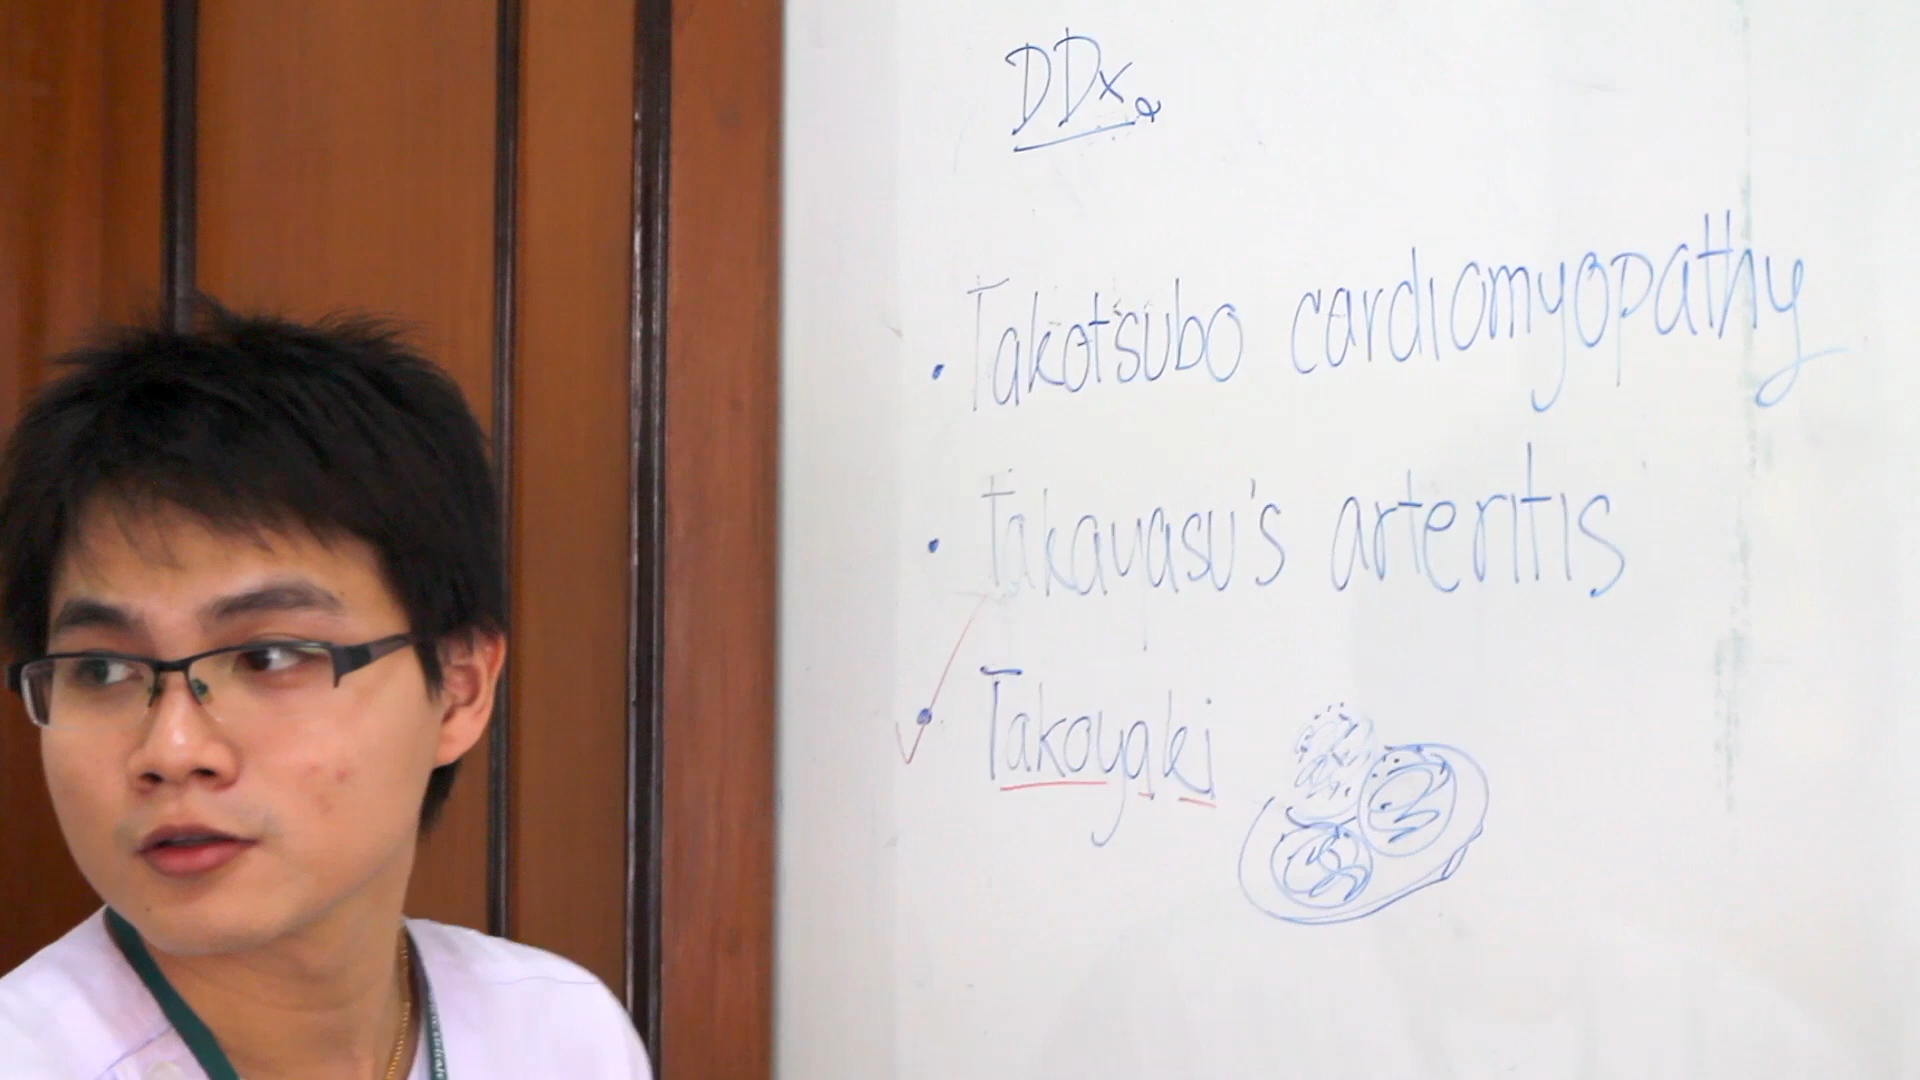 DDx
• Takotsubo cardiomyopathy
• Takayasu's arteritis
• Takoyaki